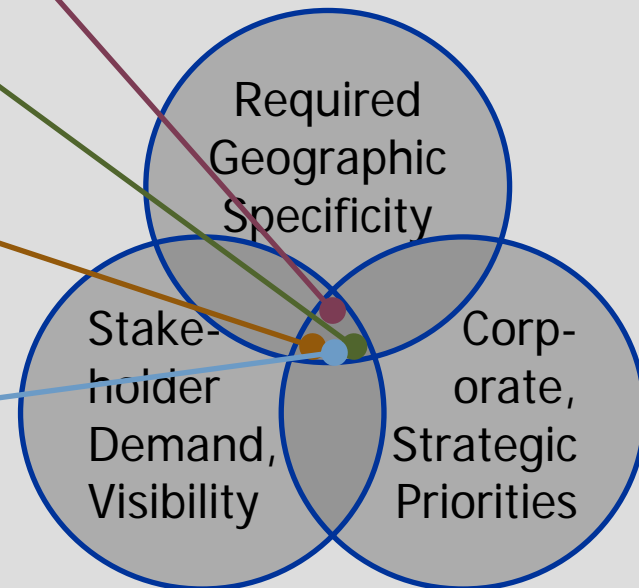 Required
Geographic
Specificity
Stake-
holder
Demand,
Visibility
Corp-
orate,
Strategic
Priorities